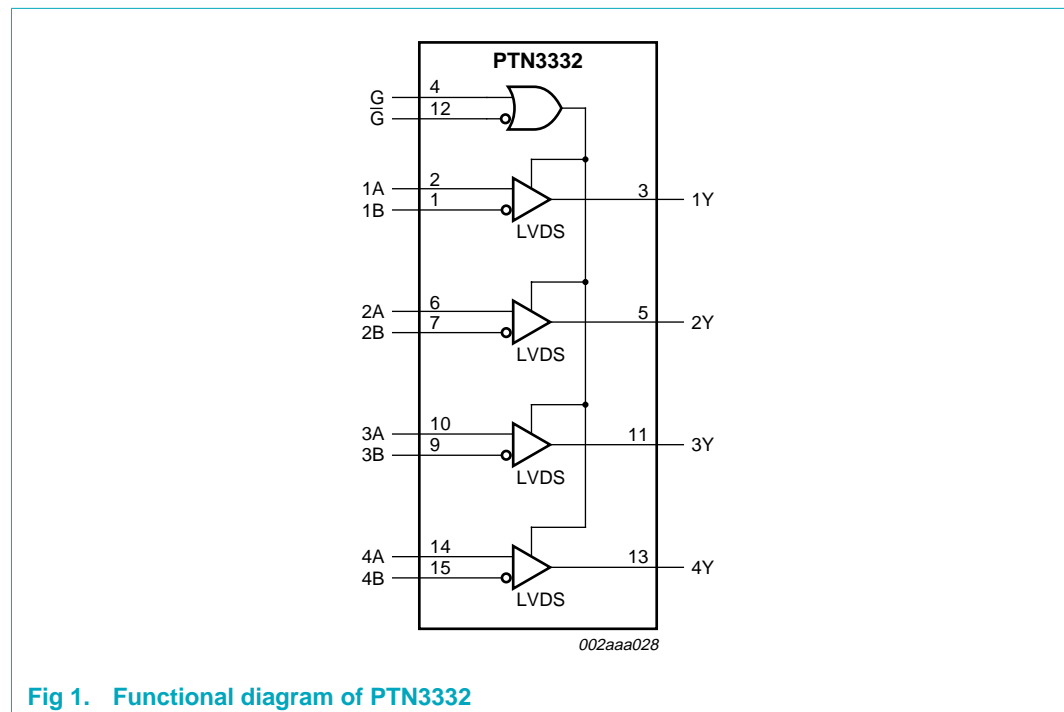 PTN3332
G 4
G̅ 12
1A 2
1B 1
3 1Y
LVDS
2A 6
2B 7
5 2Y
LVDS
3A 10
3B 9
11 3Y
LVDS
4A 14
4B 15
13 4Y
LVDS
002aaa028
Fig 1. Functional diagram of PTN3332